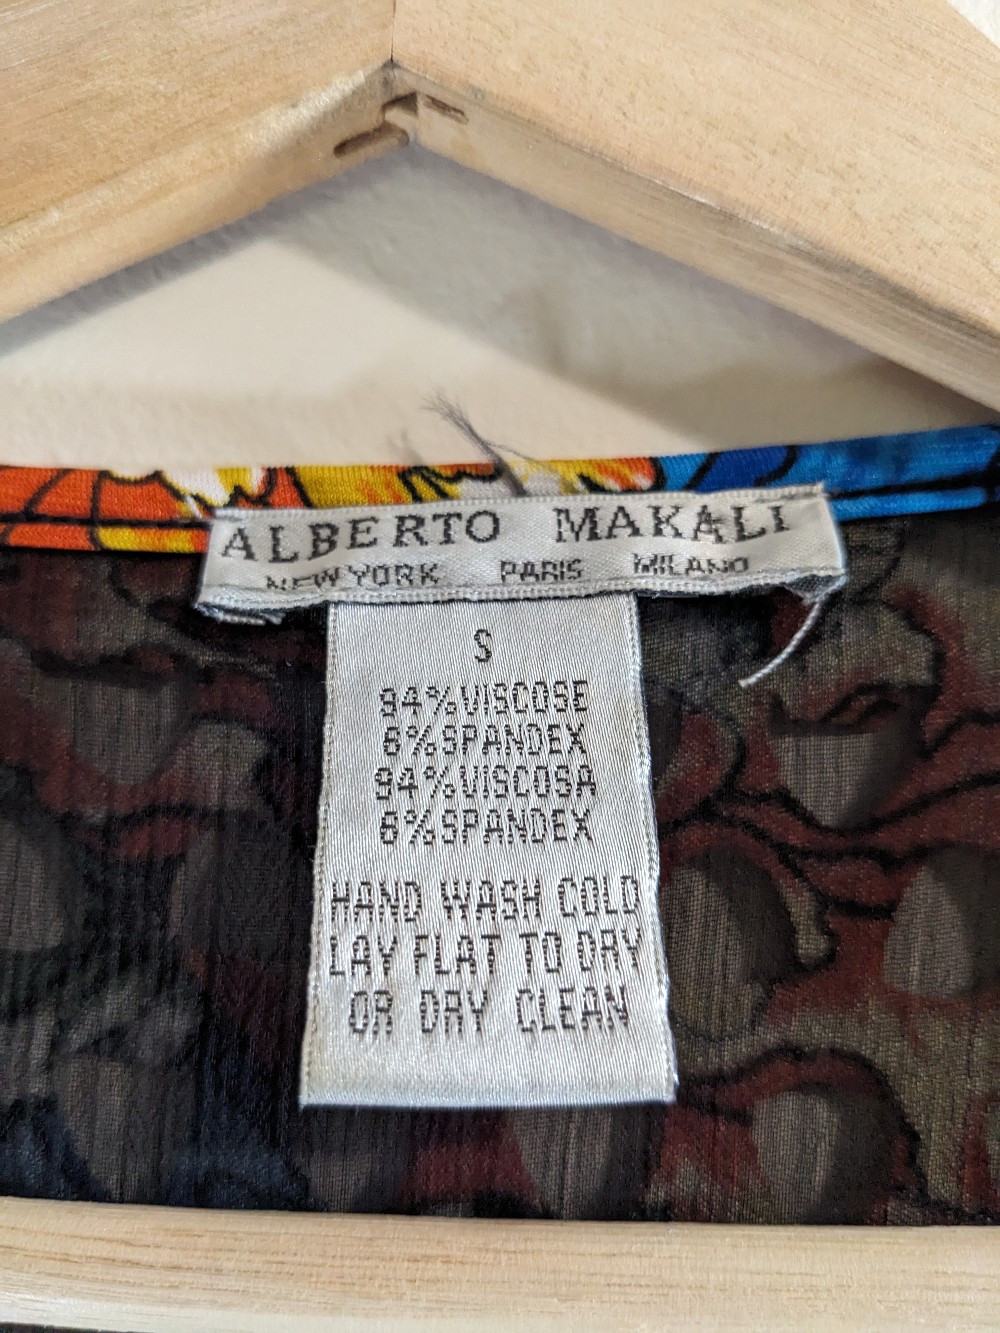 ALBERTO MAKALI
NEW YORK PARIS MILANO
S
94%VISCOSE
6%SPANDEX
94%VISCOSA
6%SPANDEX
HAND WASH COLD
LAY FLAT TO DRY
OR DRY CLEAN